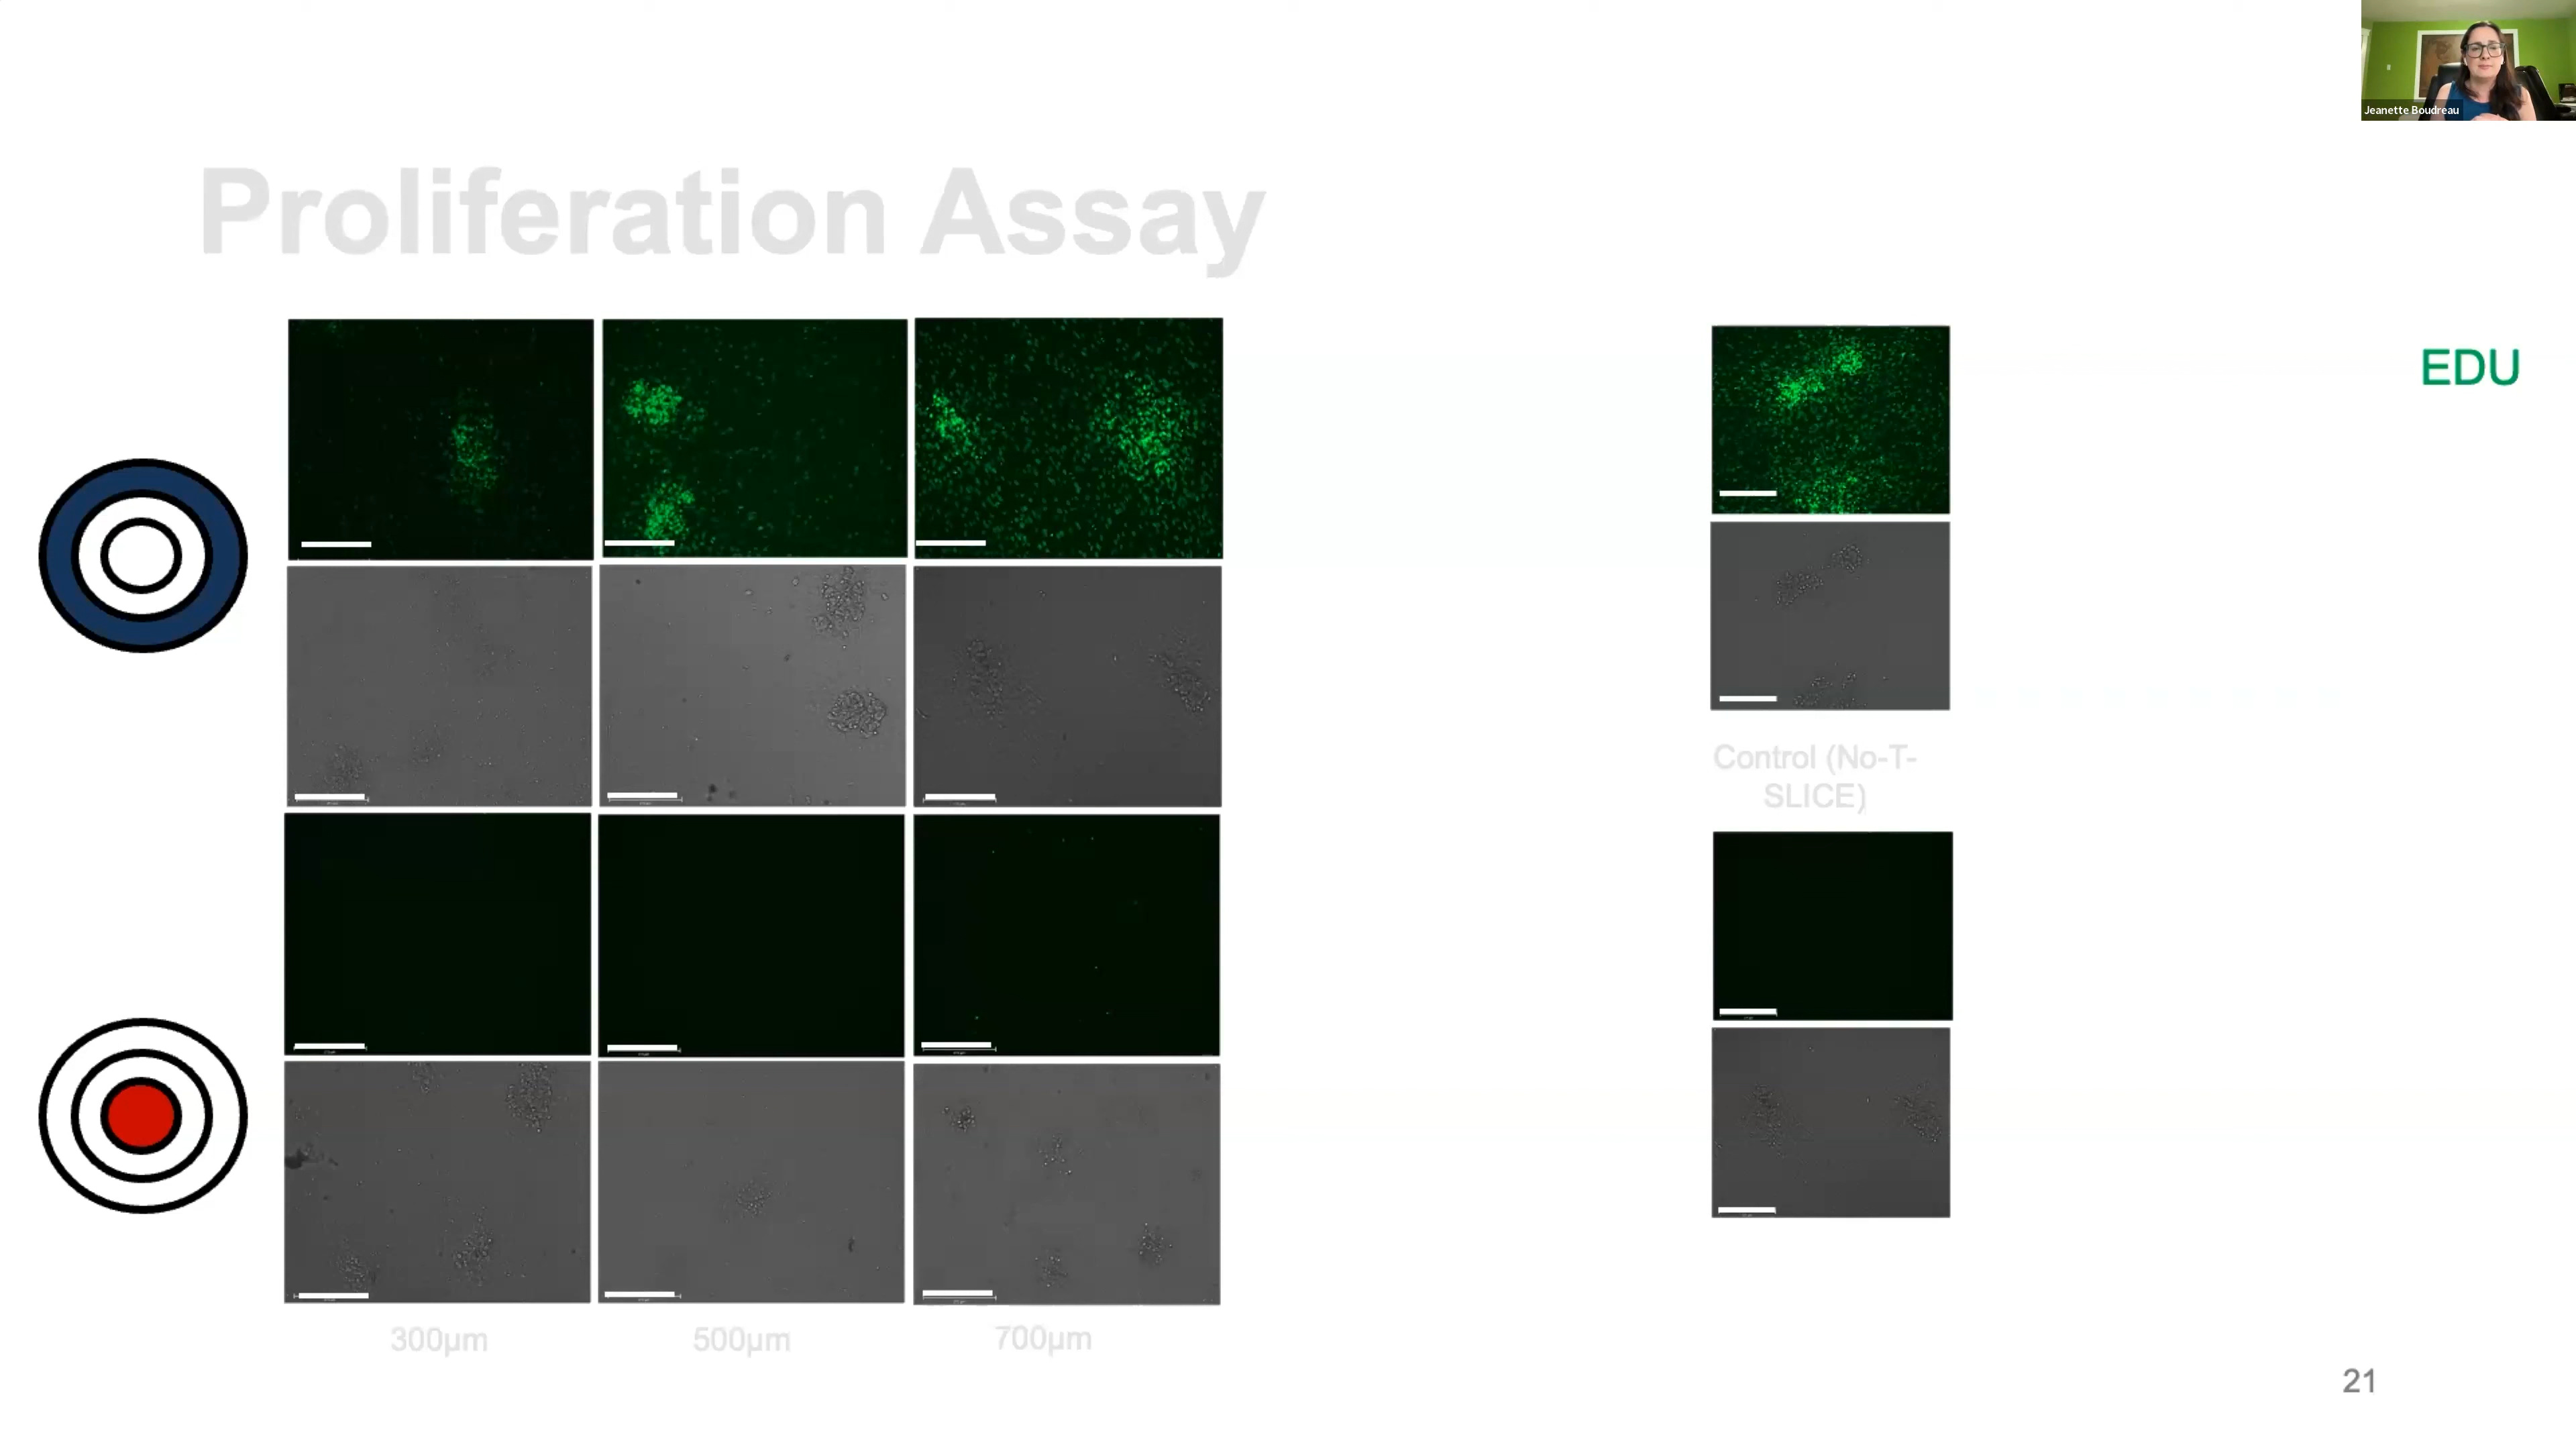 Jeanette Boudreau
Proliferation Assay
EDU
Control (No-T-
SLICE)
300µm
500µm
700µm
21